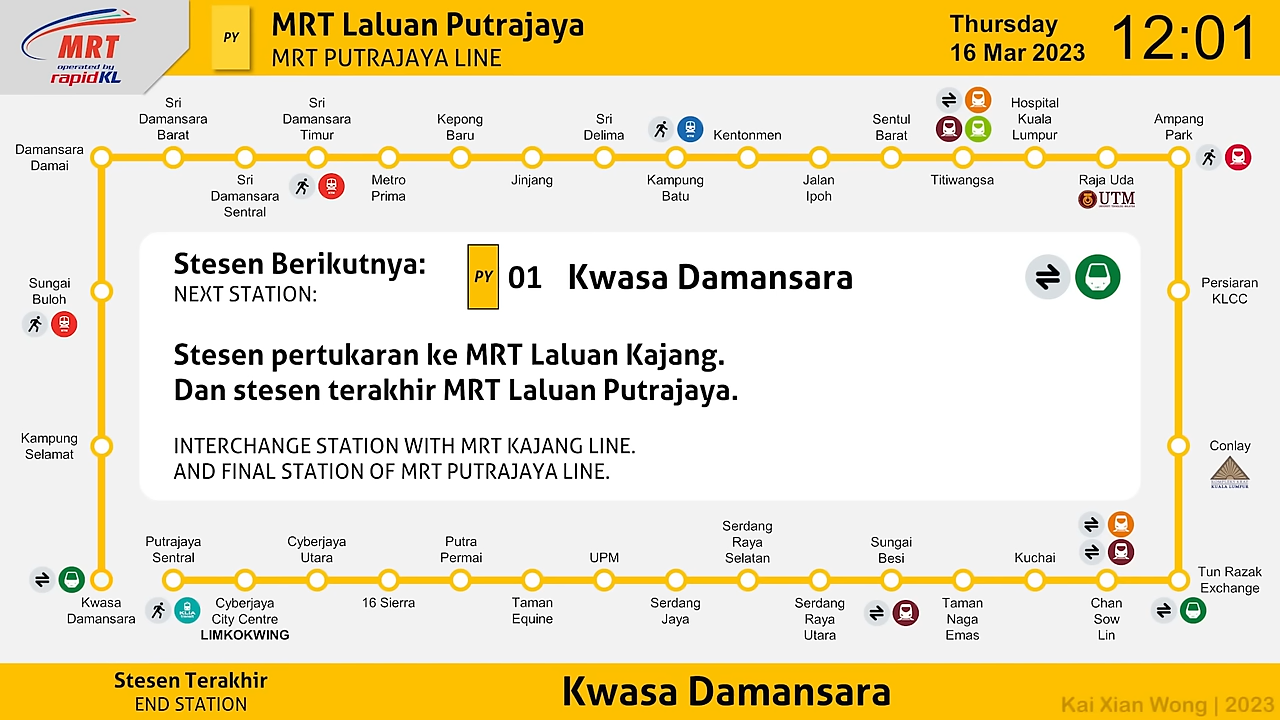 MRT
operated by
rapidKL
PY
MRT Laluan Putrajaya
MRT PUTRAJAYA LINE
Thursday
16 Mar 2023
12:01
Damansara
Damai
Sri
Damansara
Barat
Sri
Damansara
Sentral
Sri
Damansara
Timur
Metro
Prima
Kepong
Baru
Jinjang
Sri
Delima
Kampung
Batu
Kentonmen
Jalan
Ipoh
Sentul
Barat
Titiwangsa
Hospital
Kuala
Lumpur
Raja Uda
UTM
Ampang
Park
Sungai
Buloh
Persiaran
KLCC
Kampung
Selamat
Conlay
KUALA LUMPUR
Stesen Berikutnya:
NEXT STATION:
PY
01
Kwasa Damansara
Stesen pertukaran ke MRT Laluan Kajang.
Dan stesen terakhir MRT Laluan Putrajaya.
INTERCHANGE STATION WITH MRT KAJANG LINE.
AND FINAL STATION OF MRT PUTRAJAYA LINE.
Kwasa
Damansara
Putrajaya
Sentral
Cyberjaya
City Centre
LIMKOKWING
Cyberjaya
Utara
16 Sierra
Putra
Permai
Taman
Equine
UPM
Serdang
Jaya
Serdang
Raya
Selatan
Serdang
Raya
Utara
Sungai
Besi
Taman
Naga
Emas
Kuchai
Chan
Sow
Lin
Tun Razak
Exchange
Stesen Terakhir
END STATION
Kwasa Damansara
Kai Xian Wong | 2023